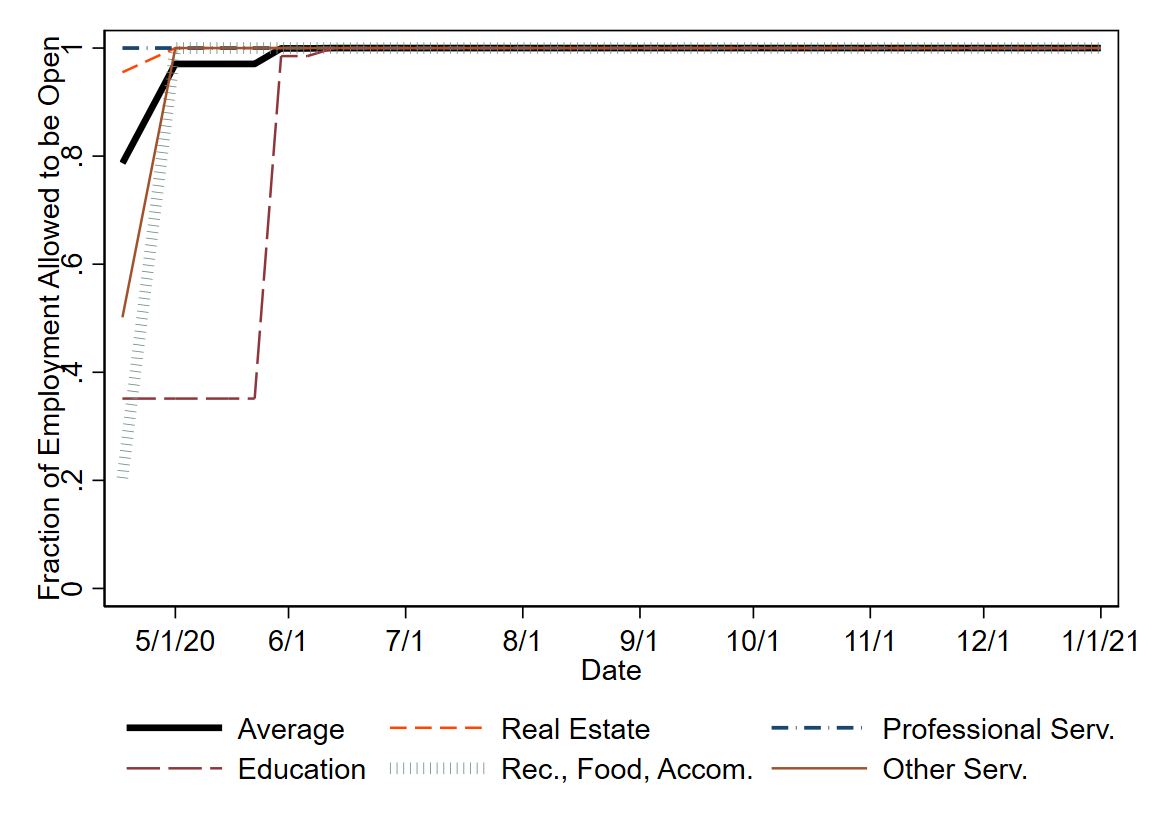 Fraction of Employment Allowed to be Open
1
.8
.6
.4
.2
0
5/1/20 6/1 7/1 8/1 9/1 10/1 11/1 12/1 1/1/21
Date
Average Real Estate Professional Serv.
Education Rec., Food, Accom. Other Serv.